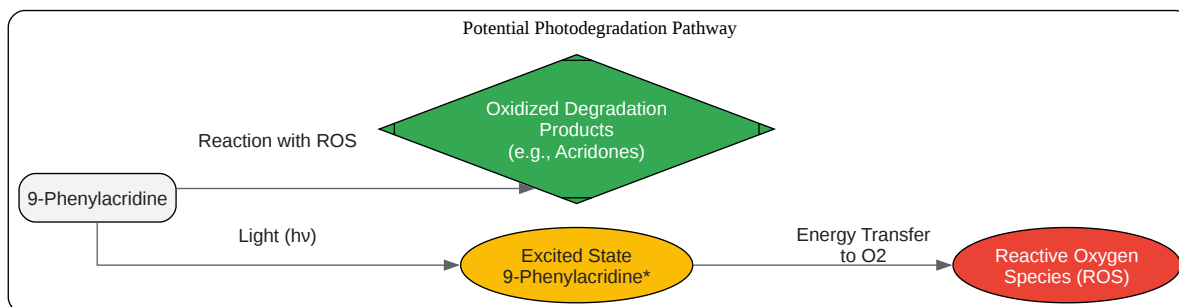 Potential Photodegradation Pathway
Oxidized Degradation
Products
(e.g., Acridones)
Reaction with ROS
9-Phenylacridine
Light (hν)
Excited State
9-Phenylacridine*
Energy Transfer
to O2
Reactive Oxygen
Species (ROS)